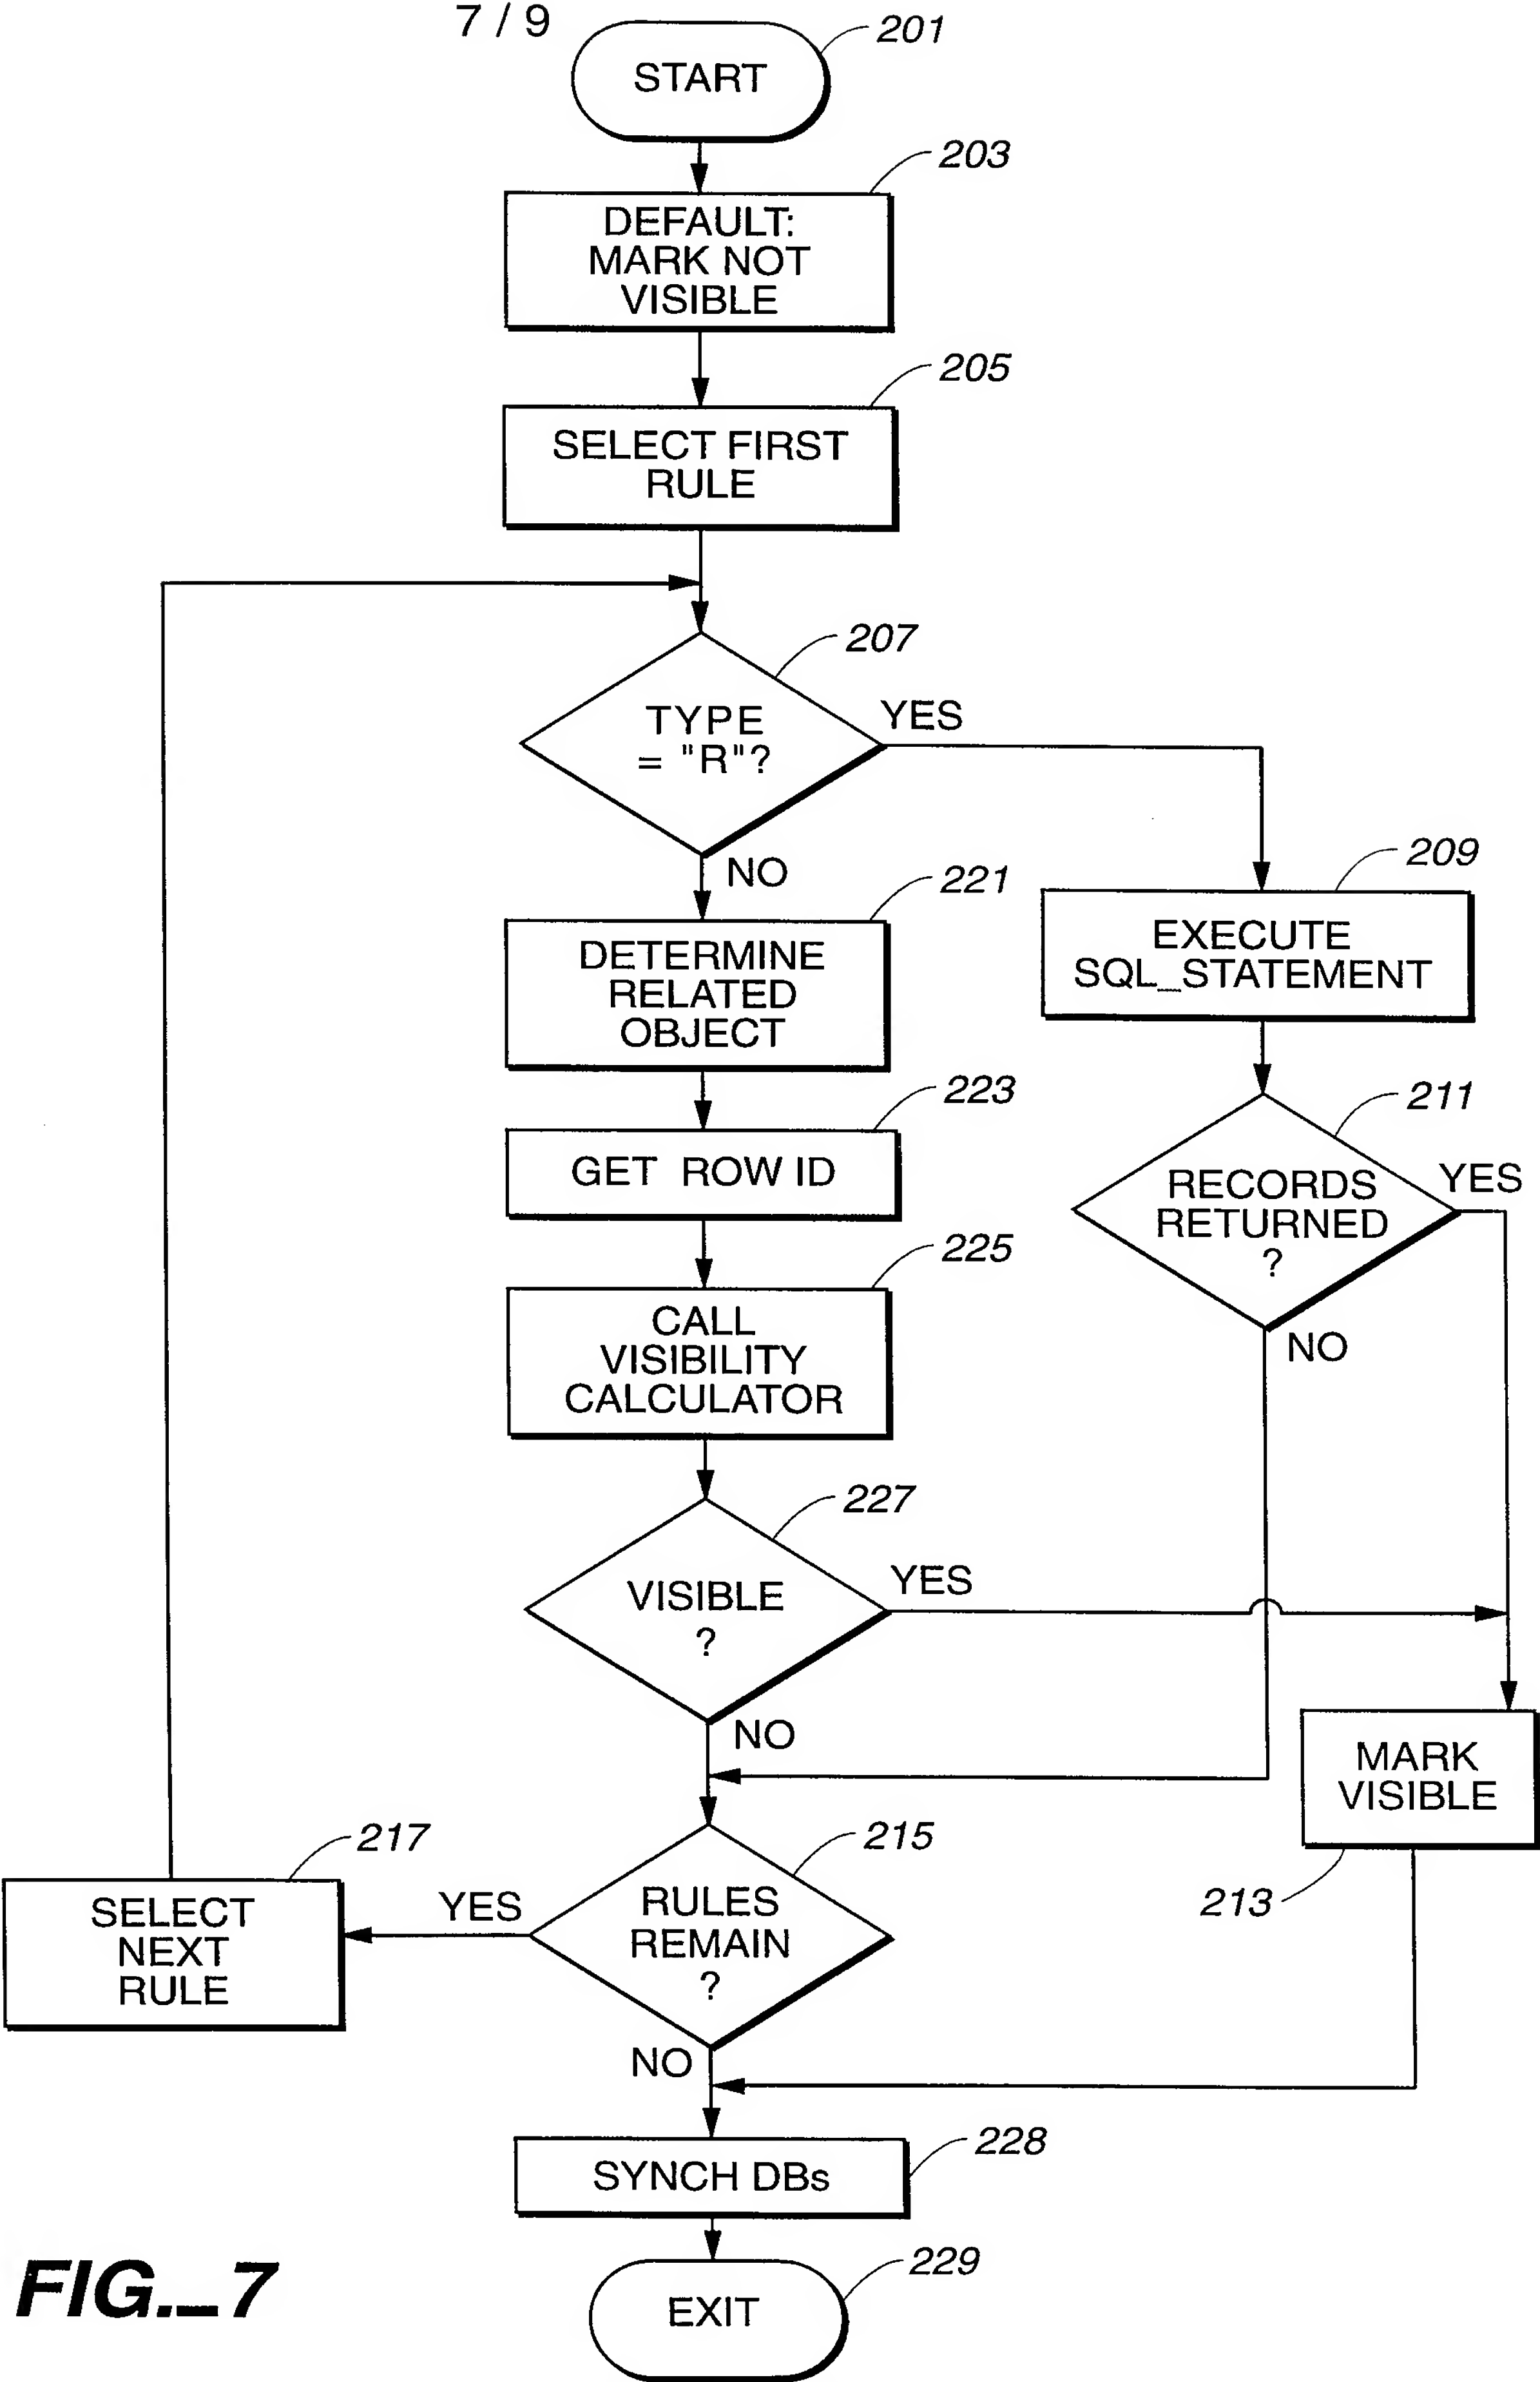 7 / 9
201
START
203
DEFAULT:
MARK NOT
VISIBLE
205
SELECT FIRST
RULE
207
TYPE
= "R"?
YES
NO
209
EXECUTE
SQL_STATEMENT
221
DETERMINE
RELATED
OBJECT
211
RECORDS
RETURNED
?
YES
NO
223
GET ROW ID
225
CALL
VISIBILITY
CALCULATOR
227
VISIBLE
?
YES
NO
MARK
VISIBLE
213
215
RULES
REMAIN
?
YES
NO
217
SELECT
NEXT
RULE
228
SYNCH DBs
229
EXIT
FIG._7